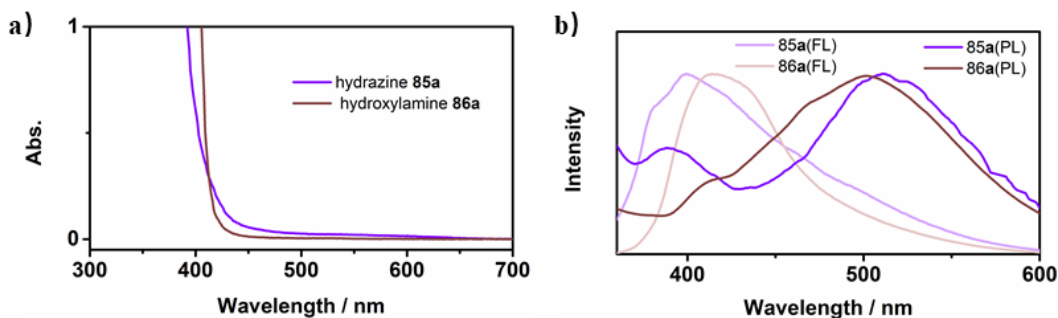 a)
1
Abs.
0
hydrazine 85a
hydroxylamine 86a
300 400 500 600 700
Wavelength / nm
b)
85a(FL) 85a(PL)
86a(FL) 86a(PL)
Intensity
400 500 600
Wavelength / nm